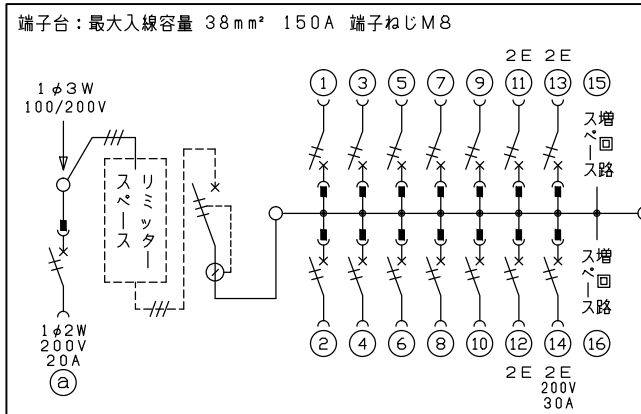 端子台：最大入線容量 38mm² 150A 端子ねじM8
1φ3W
100/200V
2E 2E
① ③ ⑤ ⑦ ⑨ ⑪ ⑬ ⑮
増回路
スペース
リミッター
スペース
増回路
スペース
1φ2W
200V
20A
ⓐ
② ④ ⑥ ⑧ ⑩ ⑫ ⑭ ⑯
2E 2E
200V
30A